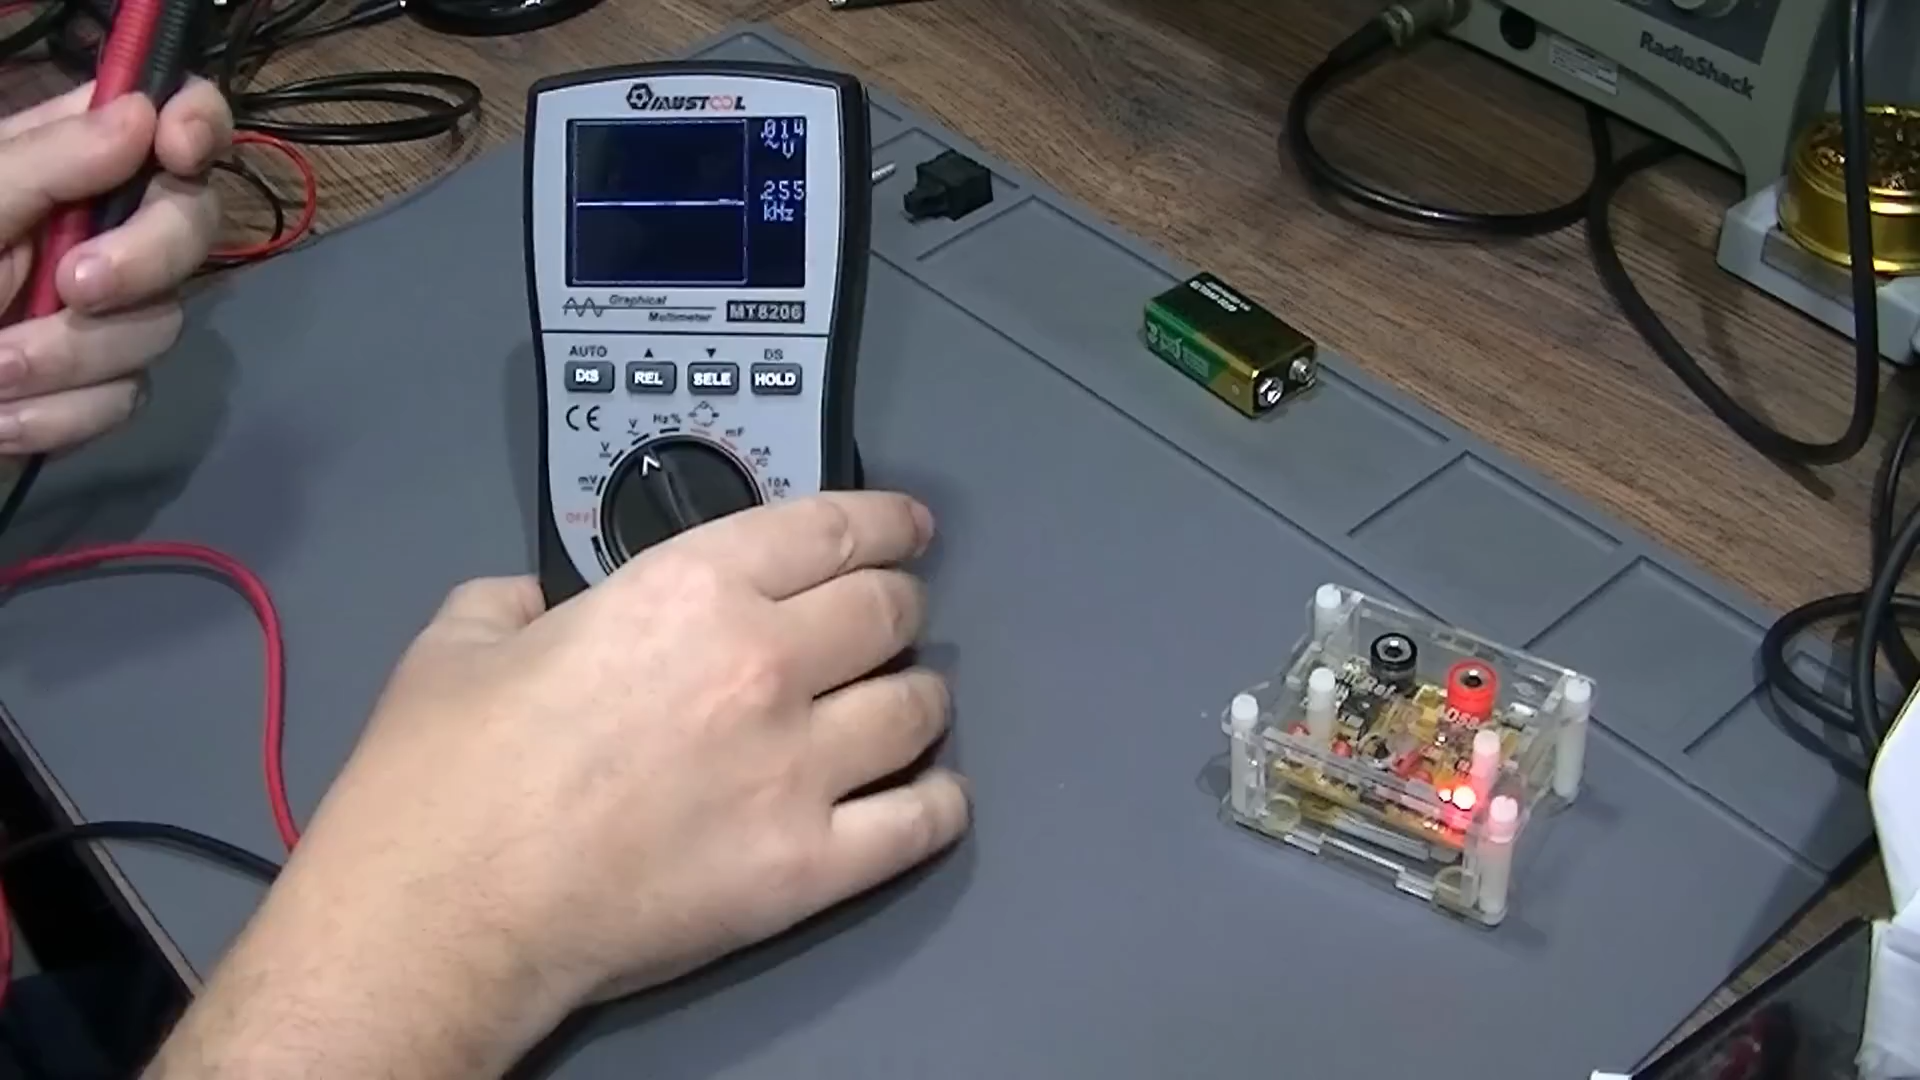 MUSTOOL
.014
~V
.255
kHz
Graphical
Multimeter
MT8206
AUTO
DS
DIS
REL
SELE
HOLD
CE
Hz%
V
mF
V
mA
mV
10A
OFF
RadioShack